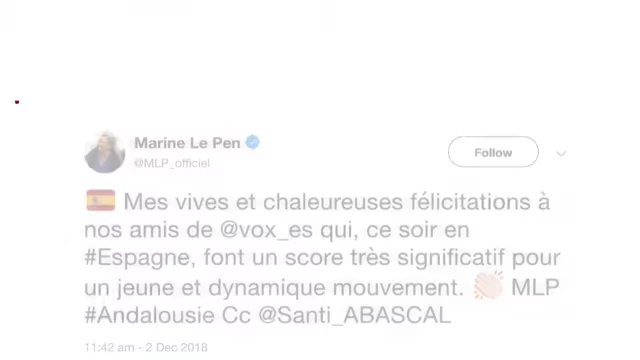 Marine Le Pen
@MLP_officiel
Follow
Mes vives et chaleureuses félicitations à
nos amis de @vox_es qui, ce soir en
#Espagne, font un score très significatif pour
un jeune et dynamique mouvement. 👏🏻 MLP
#Andalousie Cc @Santi_ABASCAL
11:42 am - 2 Dec 2018